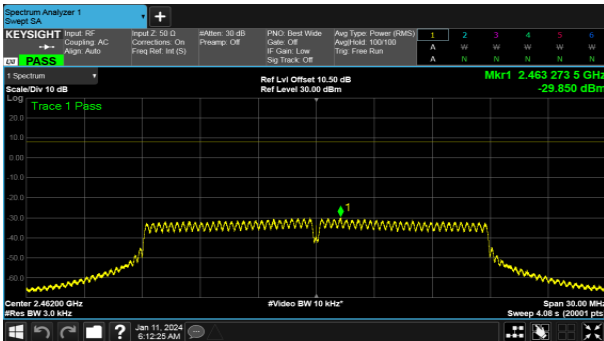 Spectrum Analyzer 1
Swept SA
+
KEYSIGHT Input: RF Input Z: 50 Ω #Atten: 30 dB PNO: Best Wide Avg Type: Power (RMS) 1 2 3 4 5 6
Coupling: AC Corrections: On Preamp: Off Gate: Off Avg|Hold: 100/100 A W W W W W
Align: Auto Freq Ref: Int (S) IF Gain: Low Trig: Free Run
LXI PASS Sig Track: Off A N N N N N
1 Spectrum Ref Lvl Offset 10.50 dB Mkr1 2.463 273 5 GHz
Scale/Div 10 dB Ref Level 30.00 dBm -29.850 dBm
Log
Trace 1 Pass
20.0
10.0
0.00
-10.0
-20.0
-30.0
-40.0
-50.0
-60.0
1
Center 2.46200 GHz #Video BW 10 kHz* Span 30.00 MHz
#Res BW 3.0 kHz Sweep 4.08 s (20001 pts)
? Jan 11, 2024
6:12:25 AM